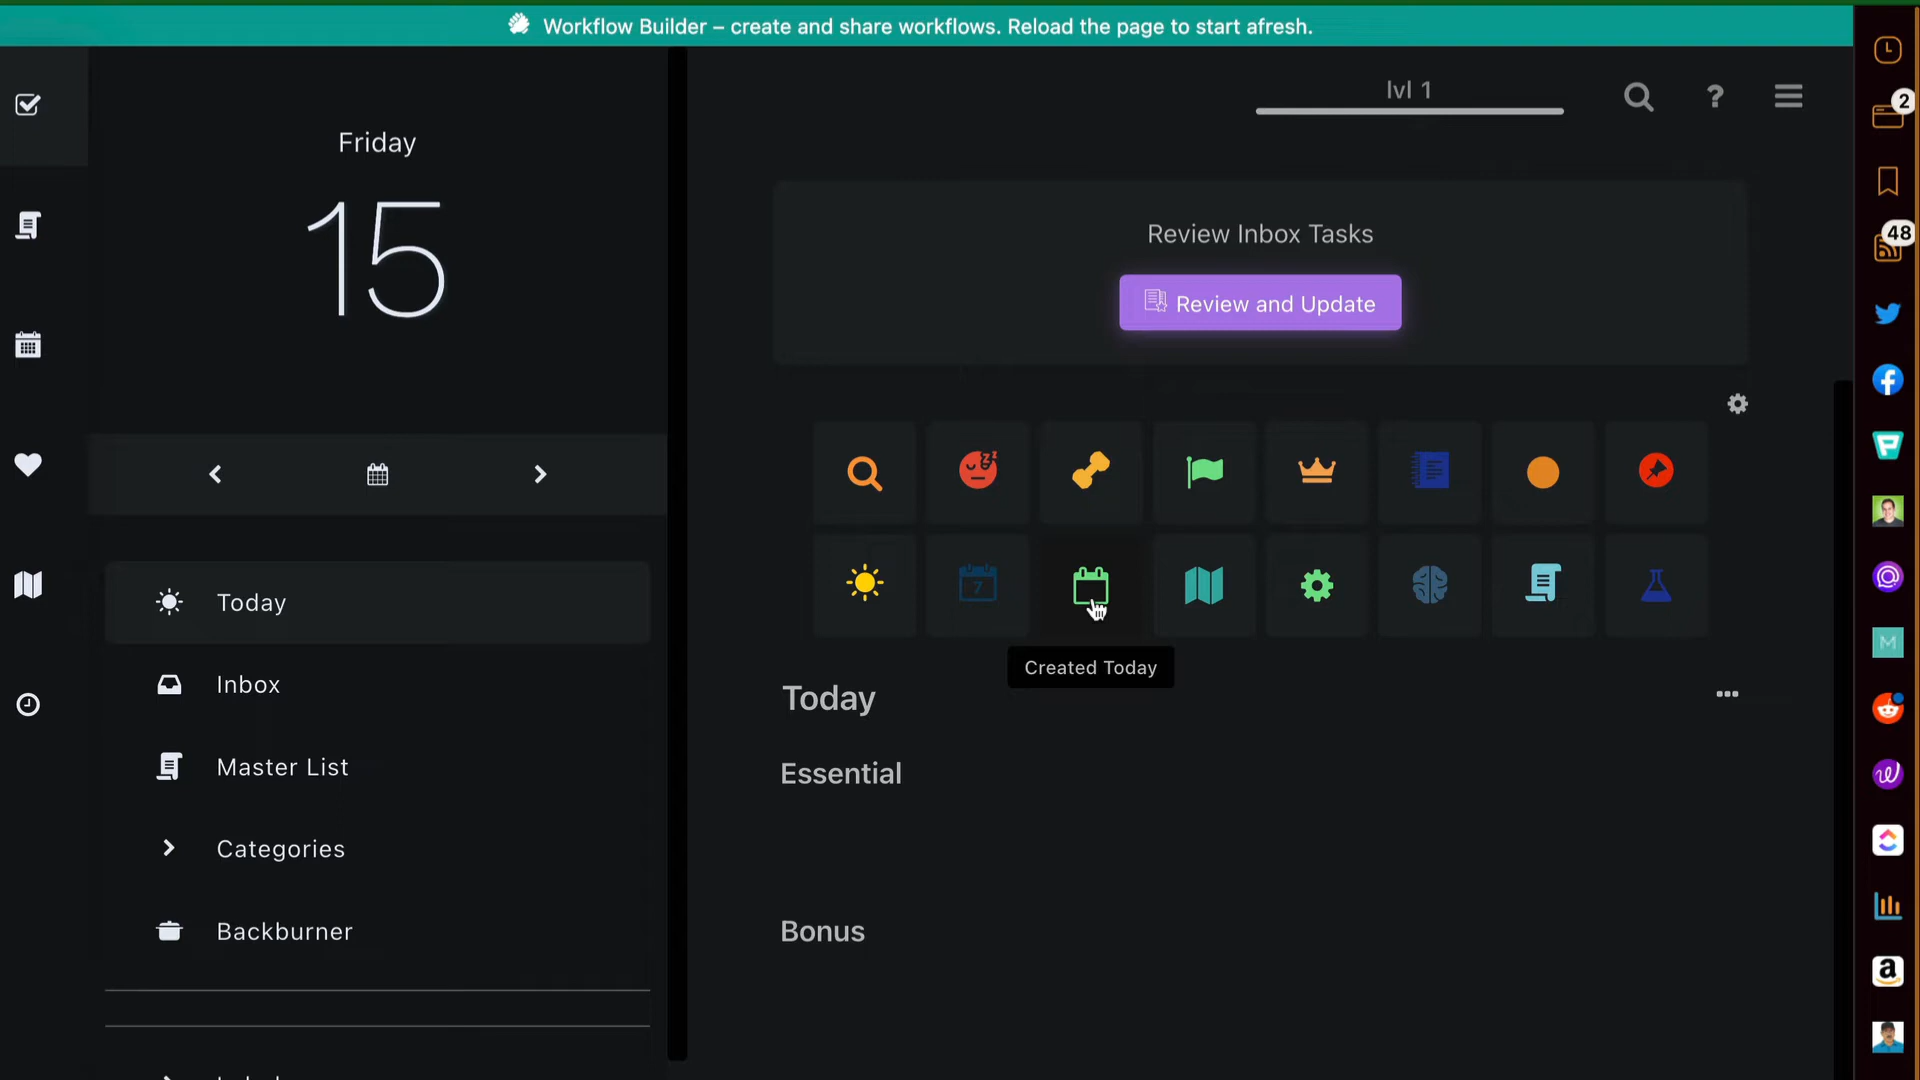 Workflow Builder – create and share workflows. Reload the page to start afresh.
lvl 1
2
Friday
15
Review Inbox Tasks
Review and Update
48
7
Today
Inbox
Master List
Categories
Backburner
Created Today
Today
Essential
Bonus